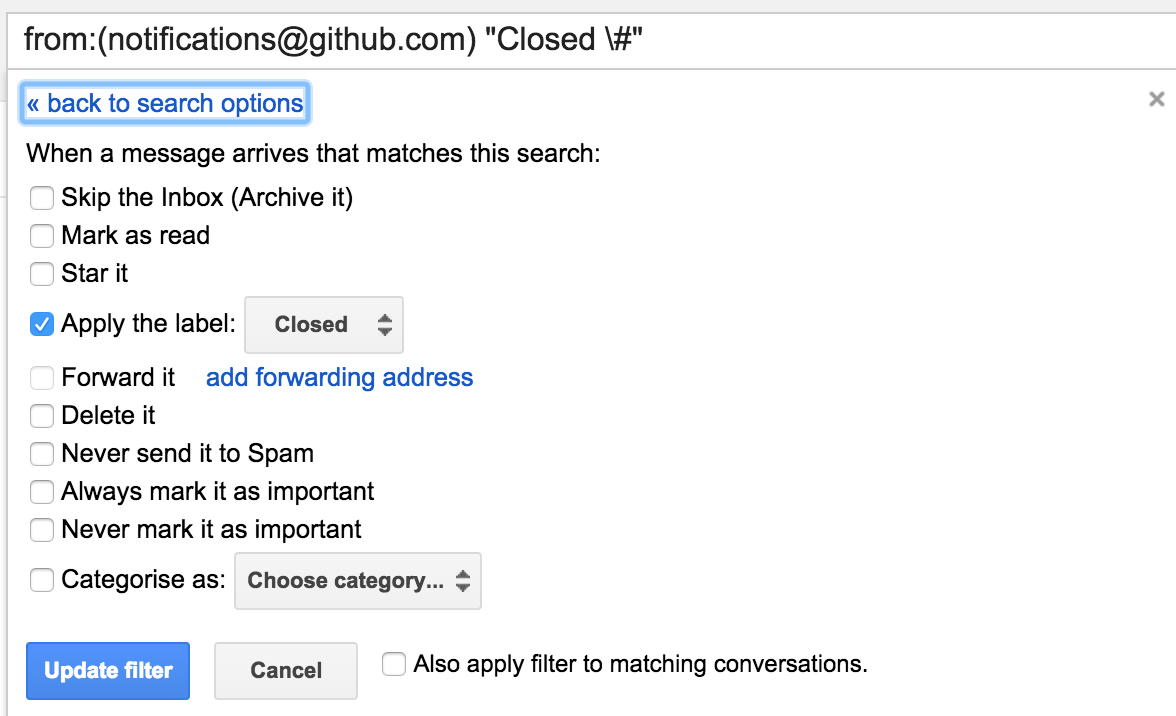 from:(notifications@github.com) "Closed \#"
« back to search options
When a message arrives that matches this search:
Skip the Inbox (Archive it)
Mark as read
Star it
Apply the label: Closed
Forward it add forwarding address
Delete it
Never send it to Spam
Always mark it as important
Never mark it as important
Categorise as: Choose category...
Update filter Cancel Also apply filter to matching conversations.